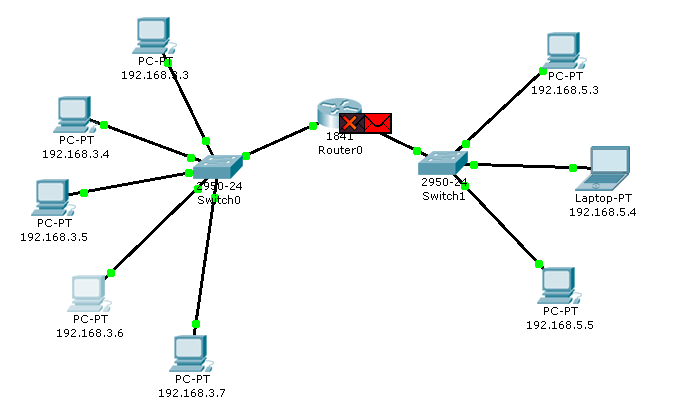 PC-PT
192.168.3.3
PC-PT
192.168.3.4
PC-PT
192.168.3.5
PC-PT
192.168.3.6
PC-PT
192.168.3.7
2950-24
Switch0
1841
Router0
2950-24
Switch1
PC-PT
192.168.5.3
Laptop-PT
192.168.5.4
PC-PT
192.168.5.5